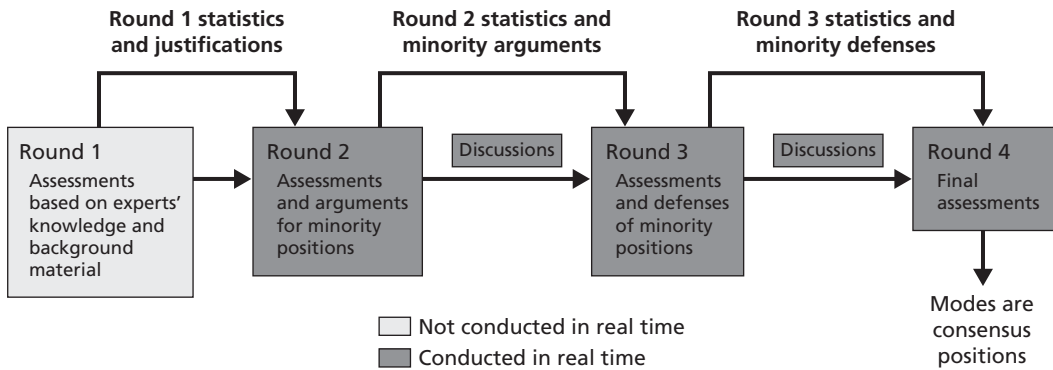 Round 1 statistics
and justifications
Round 2 statistics and
minority arguments
Round 3 statistics and
minority defenses
Round 1
Assessments
based on experts’
knowledge and
background
material
Round 2
Assessments
and arguments
for minority
positions
Discussions
Round 3
Assessments
and defenses
of minority
positions
Discussions
Round 4
Final
assessments
Modes are
consensus
positions
Not conducted in real time
Conducted in real time